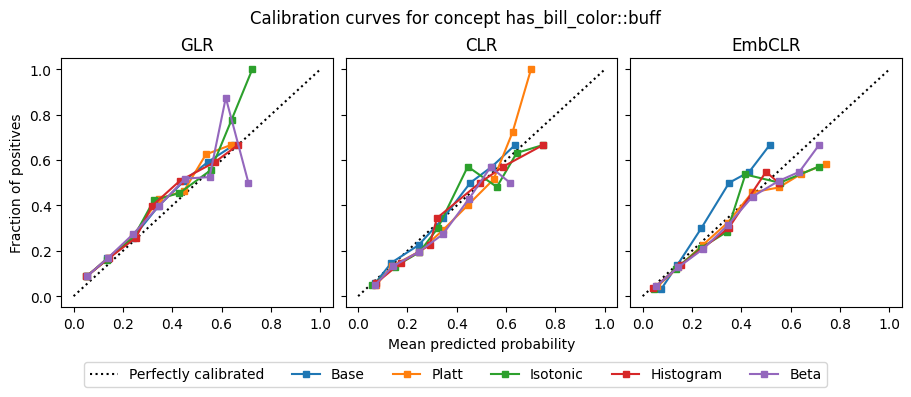 Calibration curves for concept has_bill_color::buff
GLR
CLR
EmbCLR
Fraction of positives
1.0
0.8
0.6
0.4
0.2
0.0
0.0 0.2 0.4 0.6 0.8 1.0
0.0 0.2 0.4 0.6 0.8 1.0
0.0 0.2 0.4 0.6 0.8 1.0
Mean predicted probability
Perfectly calibrated Base Platt Isotonic Histogram Beta